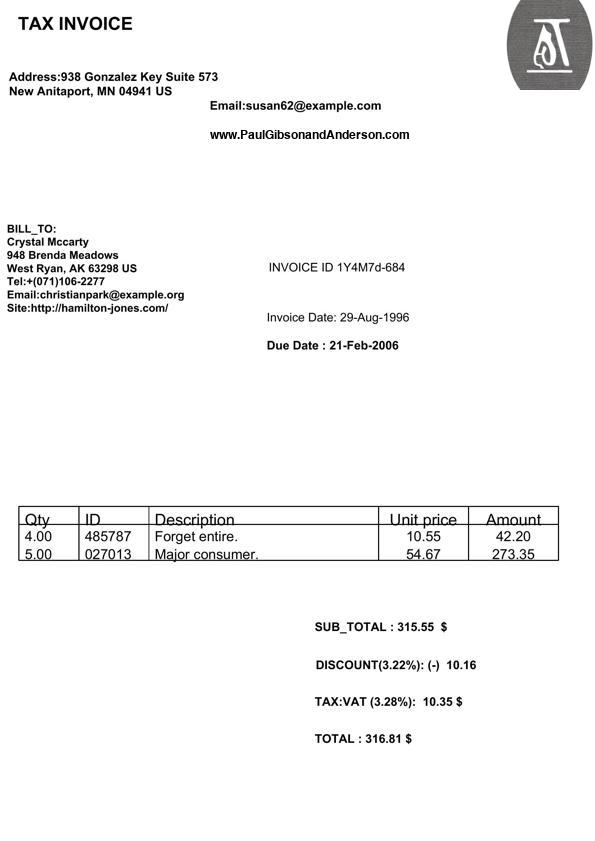 TAX INVOICE
Address:938 Gonzalez Key Suite 573
New Anitaport, MN 04941 US
Email:susan62@example.com
www.PaulGibsonandAnderson.com
BILL_TO:
Crystal Mccarty
948 Brenda Meadows
West Ryan, AK 63298 US
Tel:+(071)106-2277
Email:christianpark@example.org
Site:http://hamilton-jones.com/
INVOICE ID 1Y4M7d-684
Invoice Date: 29-Aug-1996
Due Date : 21-Feb-2006
Qty ID Description Unit price Amount
4.00 485787 Forget entire. 10.55 42.20
5.00 027013 Major consumer. 54.67 273.35
SUB_TOTAL : 315.55 $
DISCOUNT(3.22%): (-) 10.16
TAX:VAT (3.28%): 10.35 $
TOTAL : 316.81 $